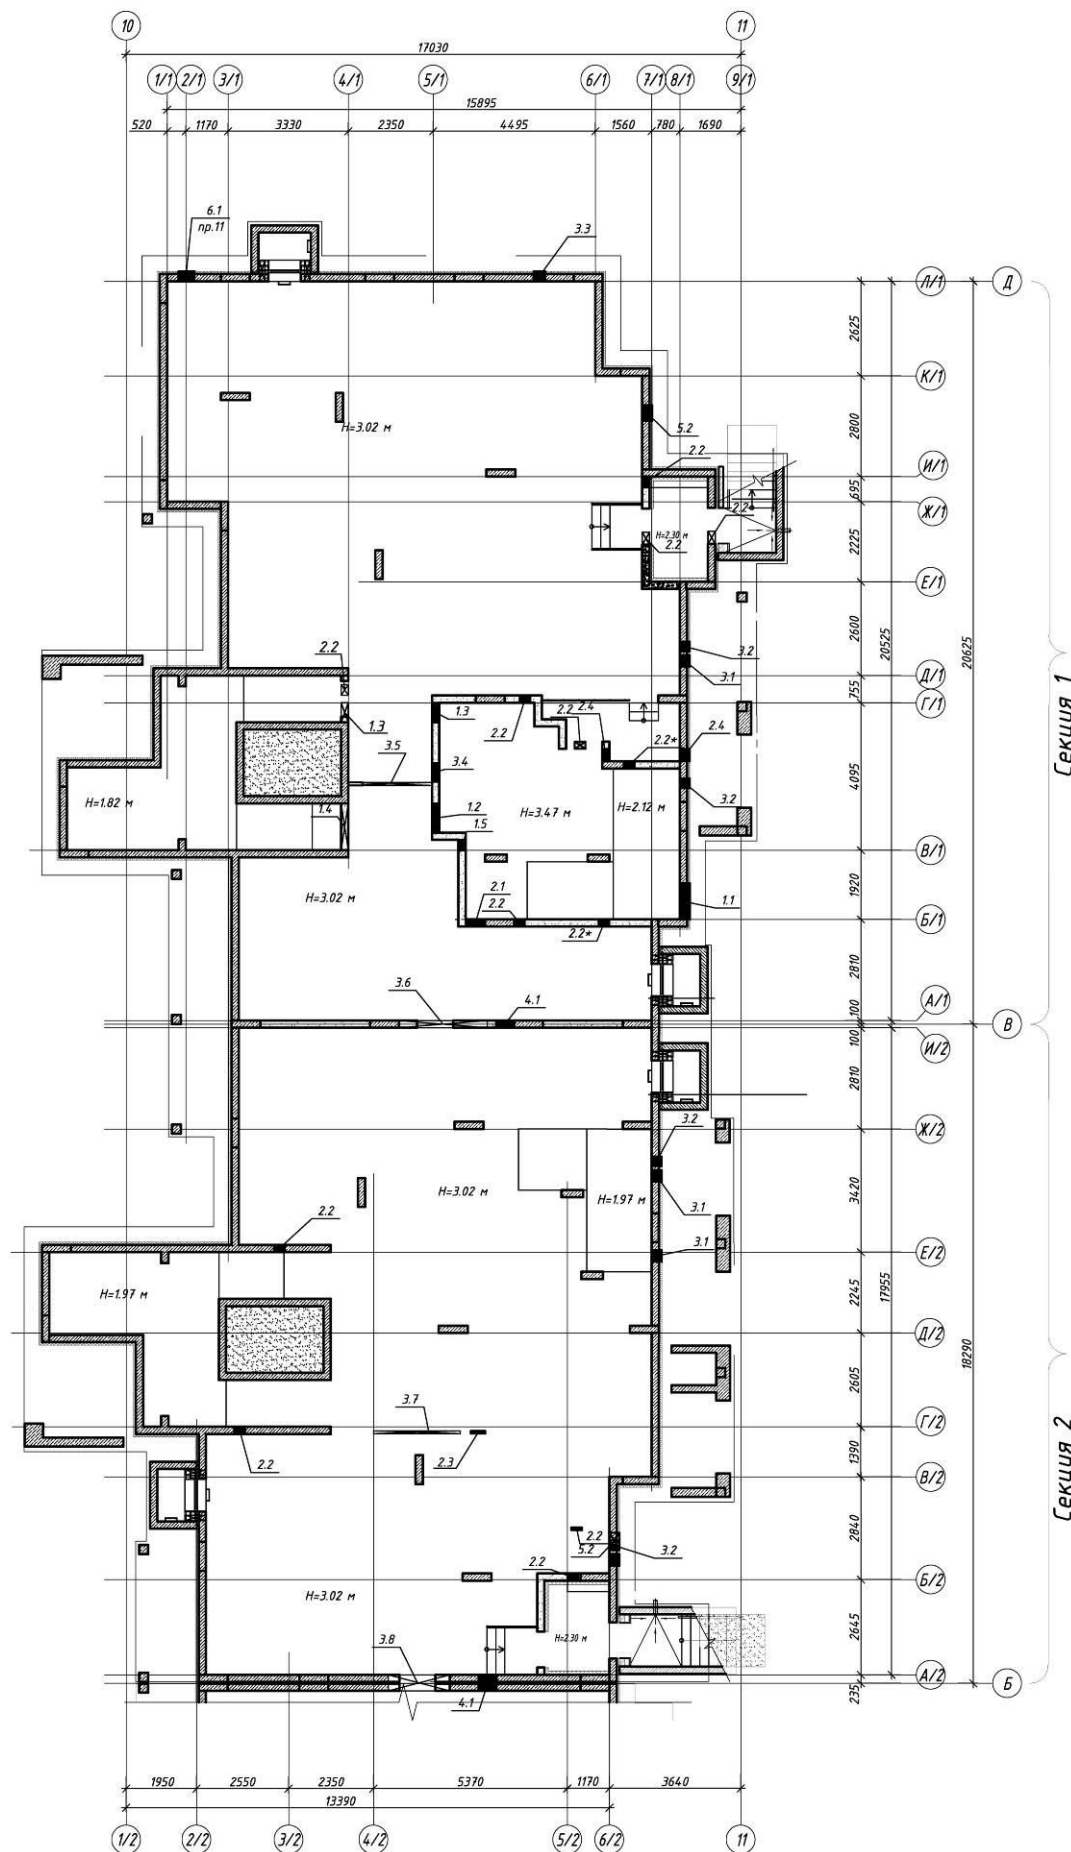 10 11
17030
1/1 2/1 3/1 4/1 5/1 6/1 7/1 8/1 9/1
15895
520 1170 3330 2350 4495 1560 780 1690
6.1
пр.11
3.3
Л/1 Д
2625
К/1
H=3.02 м
5.2
2800
2.2
И/1
695
Ж/1
H=2.30 м
2.2
2.2
2225
Е/1
2600
20525
20625
3.2
3.1
2.2
Д/1
755
Г/1
1.3
1.3
2.2
2.2
2.4
2.4
2.2*
3.5
3.4
3.2
Секция 1
H=1.82 м
1.4
1.2
1.5
H=3.47 м
H=2.12 м
4095
В/1
H=3.02 м
2.1
2.2
2.2*
1.1
1920
Б/1
2810
3.6
4.1
А/1
100
В
100
И/2
2810
3.2
Ж/2
H=3.02 м
H=1.97 м
3.1
3420
2.2
3.1
Е/2
H=1.97 м
2245
17955
18290
Д/2
2605
3.7
2.3
2.2
Г/2
1390
В/2
Секция 2
2.2
5.2
3.2
2840
2.2
Б/2
H=3.02 м
H=2.30 м
2645
3.8
4.1
А/2
235
Б
1950 2550 2350 5370 1170 3640
13390
1/2 2/2 3/2 4/2 5/2 6/2 11